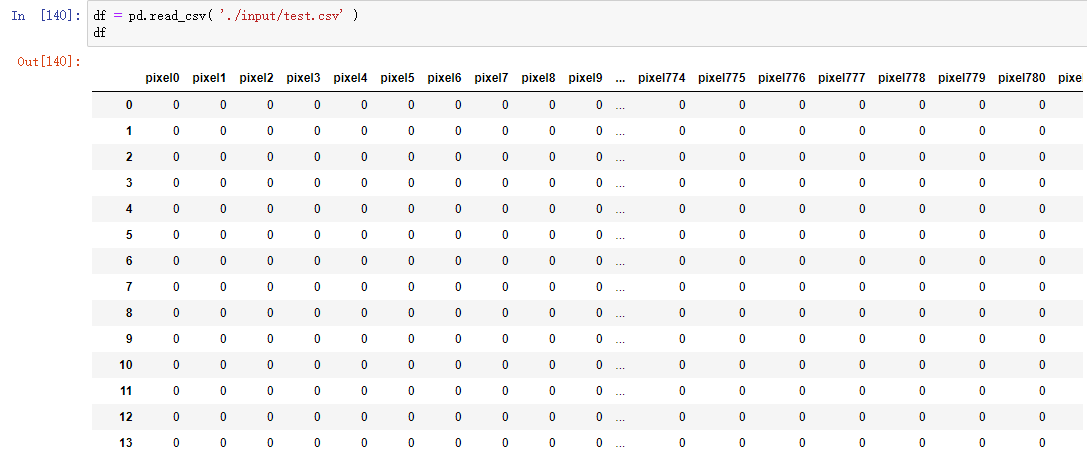 In [140]: df = pd.read_csv( './input/test.csv' )
df
Out[140]:
pixel0 pixel1 pixel2 pixel3 pixel4 pixel5 pixel6 pixel7 pixel8 pixel9 ... pixel774 pixel775 pixel776 pixel777 pixel778 pixel779 pixel780 pixel
0 0 0 0 0 0 0 0 0 0 0 ... 0 0 0 0 0 0 0
1 0 0 0 0 0 0 0 0 0 0 ... 0 0 0 0 0 0 0
2 0 0 0 0 0 0 0 0 0 0 ... 0 0 0 0 0 0 0
3 0 0 0 0 0 0 0 0 0 0 ... 0 0 0 0 0 0 0
4 0 0 0 0 0 0 0 0 0 0 ... 0 0 0 0 0 0 0
5 0 0 0 0 0 0 0 0 0 0 ... 0 0 0 0 0 0 0
6 0 0 0 0 0 0 0 0 0 0 ... 0 0 0 0 0 0 0
7 0 0 0 0 0 0 0 0 0 0 ... 0 0 0 0 0 0 0
8 0 0 0 0 0 0 0 0 0 0 ... 0 0 0 0 0 0 0
9 0 0 0 0 0 0 0 0 0 0 ... 0 0 0 0 0 0 0
10 0 0 0 0 0 0 0 0 0 0 ... 0 0 0 0 0 0 0
11 0 0 0 0 0 0 0 0 0 0 ... 0 0 0 0 0 0 0
12 0 0 0 0 0 0 0 0 0 0 ... 0 0 0 0 0 0 0
13 0 0 0 0 0 0 0 0 0 0 ... 0 0 0 0 0 0 0